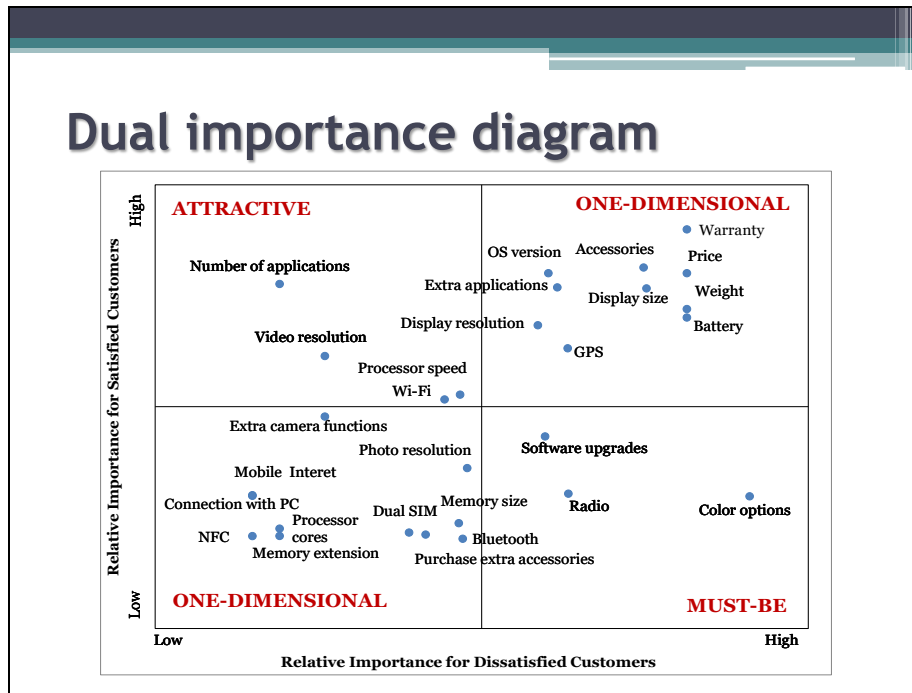 Dual importance diagram
High
ATTRACTIVE
ONE-DIMENSIONAL
Warranty
OS version
Accessories
Price
Number of applications
Extra applications
Display size
Weight
Display resolution
Battery
Video resolution
GPS
Processor speed
Wi-Fi
Relative Importance for Satisfied Customers
Extra camera functions
Photo resolution
Software upgrades
Mobile Interet
Connection with PC
Dual SIM
Memory size
Radio
Color options
NFC
Processor
cores
Bluetooth
Memory extension
Purchase extra accessories
ONE-DIMENSIONAL
MUST-BE
Low
Low
High
Relative Importance for Dissatisfied Customers